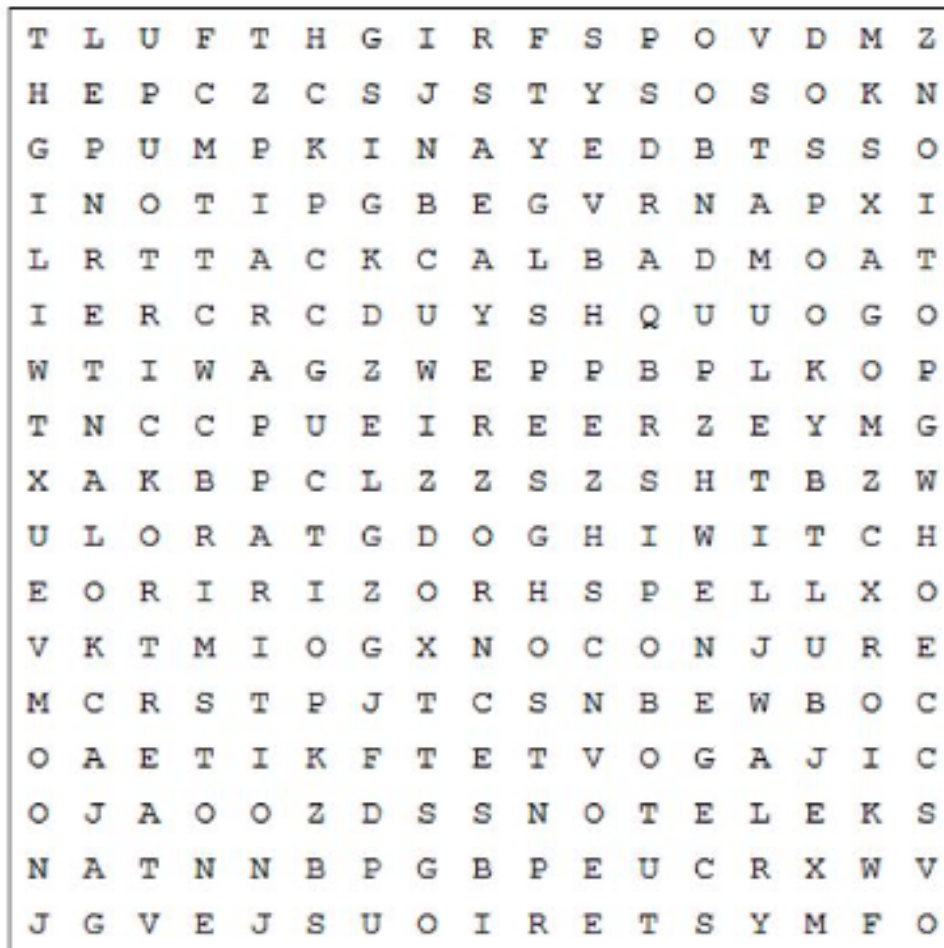 T L U F T H G I R F S P O V D M Z
H E P C Z C S J S T Y S O S O K N
G P U M P K I N A Y E D B T S S O
I N O T I P G B E G V R N A P X I
L R T T A C K C A L B A D M O A T
I E R C R C D U Y S H Q U U O G O
W T I W A G Z W E P P B P L K O P
T N C C P U E I R E E R Z E Y M G
X A K B P C L Z Z S Z S H T B Z W
U L O R A T G D O G H I W I T C H
E O R I R I Z O R H S P E L L X O
V K T M I O G X N O C O N J U R E
M C R S T P J T C S N B E W B O C
O A E T I K F T E T V O G A J I C
O J A O O Z D S S N O T E L E K S
N A T N N B P G B P E U C R X W V
J G V E J S U O I R E T S Y M F O